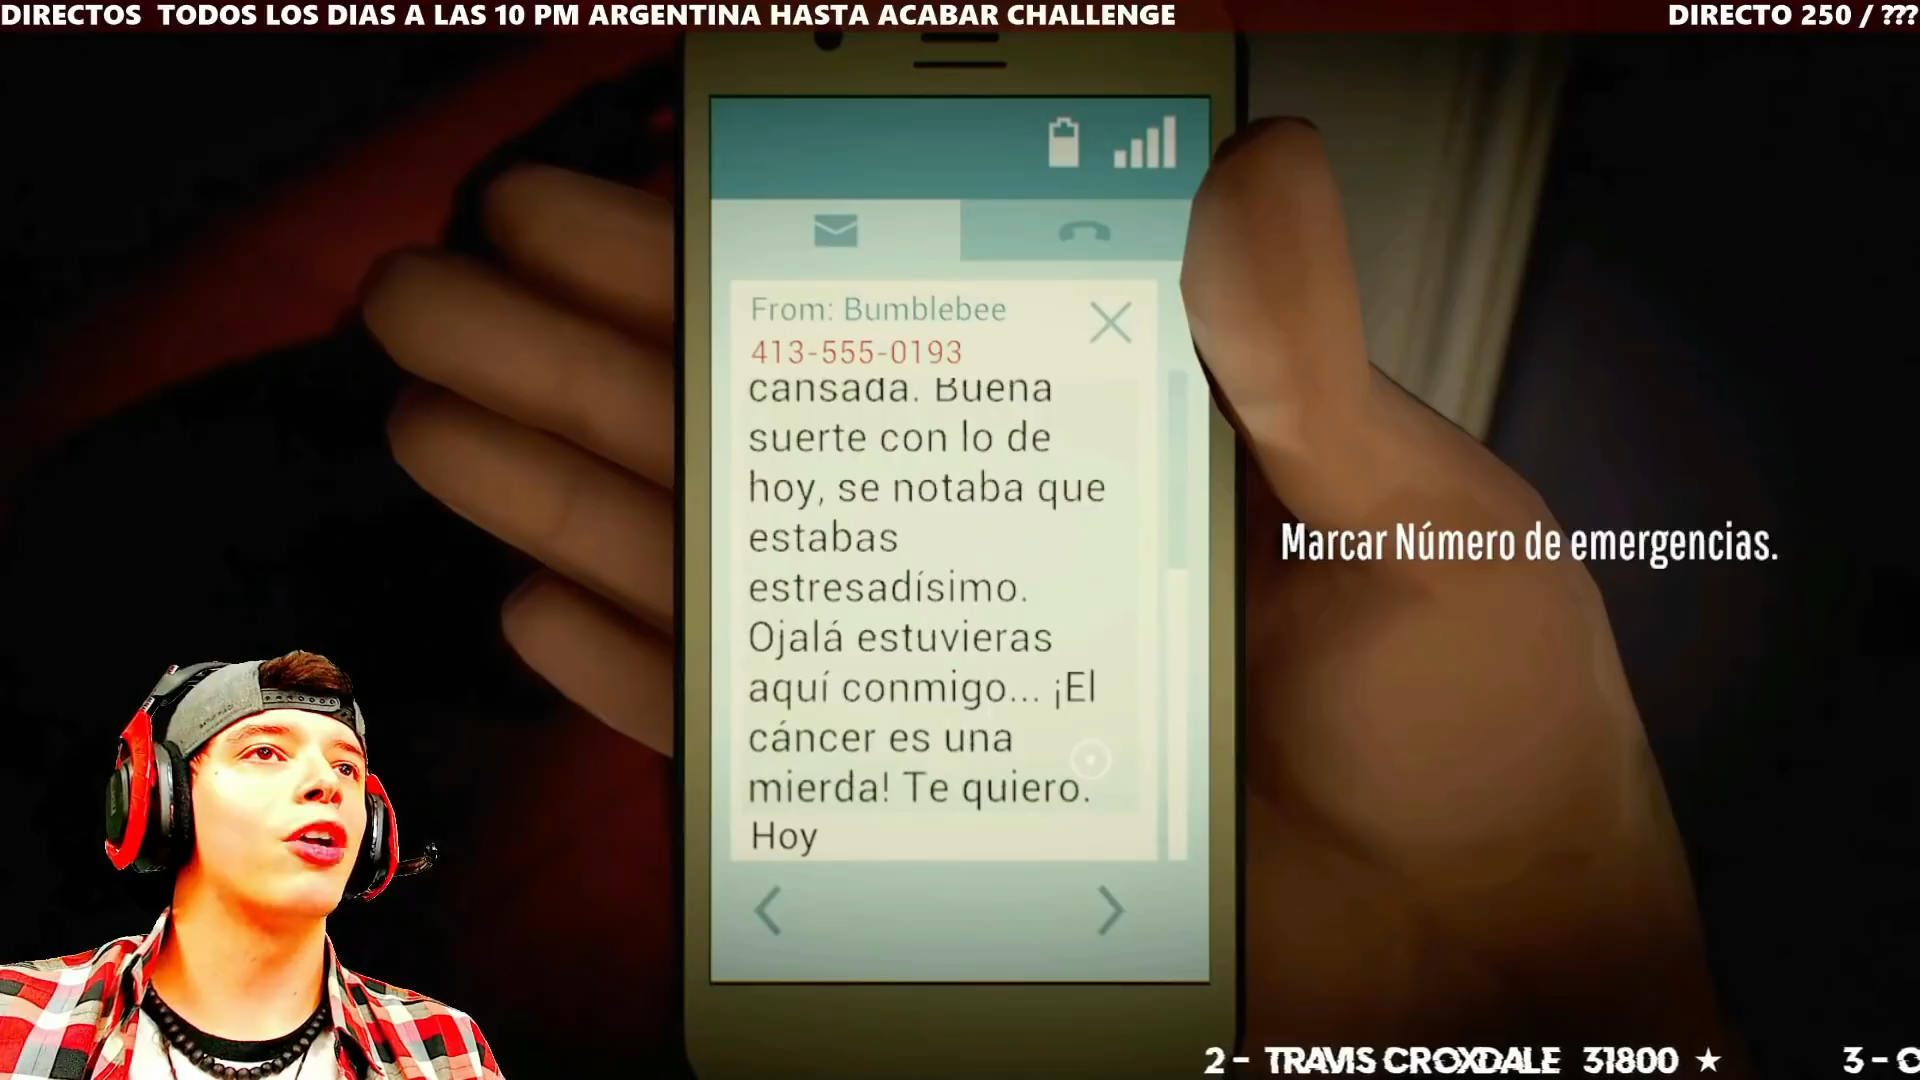 DIRECTOS TODOS LOS DIAS A LAS 10 PM ARGENTINA HASTA ACABAR CHALLENGE
DIRECTO 250 / ???
From: Bumblebee
413-555-0193
cansada. Buena
suerte con lo de
hoy, se notaba que
estabas
estresadísimo.
Ojalá estuvieras
aquí conmigo... ¡El
cáncer es una
mierda! Te quiero.
Hoy
Marcar Número de emergencias.
2 - TRAVIS CROXDALE 31800 ★
3 -